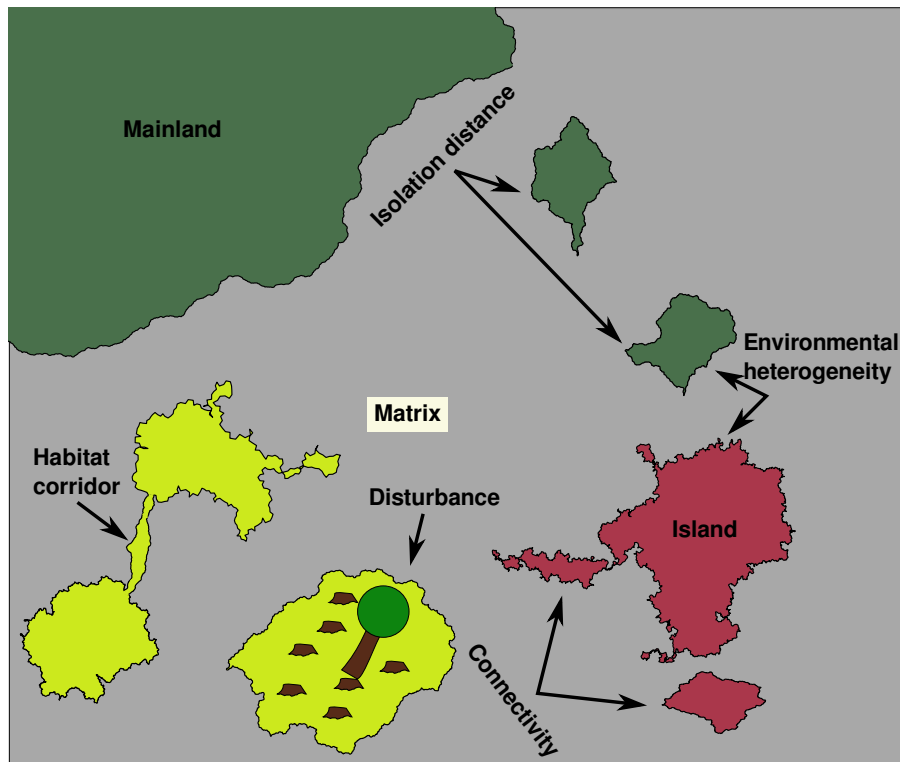 Mainland
Isolation distance
Environmental
heterogeneity
Matrix
Habitat
corridor
Disturbance
Island
Connectivity